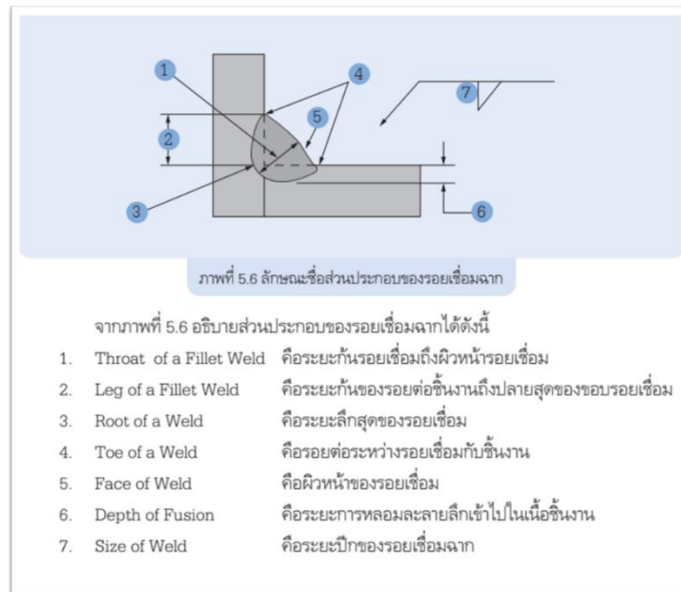 1
4
7
5
2
3
6
ภาพที่ 5.6 ลักษณะชื่อส่วนประกอบของรอยเชื่อมฉาก
จากภาพที่ 5.6 อธิบายส่วนประกอบของรอยเชื่อมฉากได้ดังนี้
1. Throat of a Fillet Weld คือระยะก้นรอยเชื่อมถึงผิวหน้ารอยเชื่อม
2. Leg of a Fillet Weld คือระยะก้นของรอยต่อชิ้นงานถึงปลายสุดของขอบรอยเชื่อม
3. Root of a Weld คือระยะลึกสุดของรอยเชื่อม
4. Toe of a Weld คือรอยต่อระหว่างรอยเชื่อมกับชิ้นงาน
5. Face of Weld คือผิวหน้าของรอยเชื่อม
6. Depth of Fusion คือระยะการหลอมละลายลึกเข้าไปในเนื้อชิ้นงาน
7. Size of Weld คือระยะปีกของรอยเชื่อมฉาก